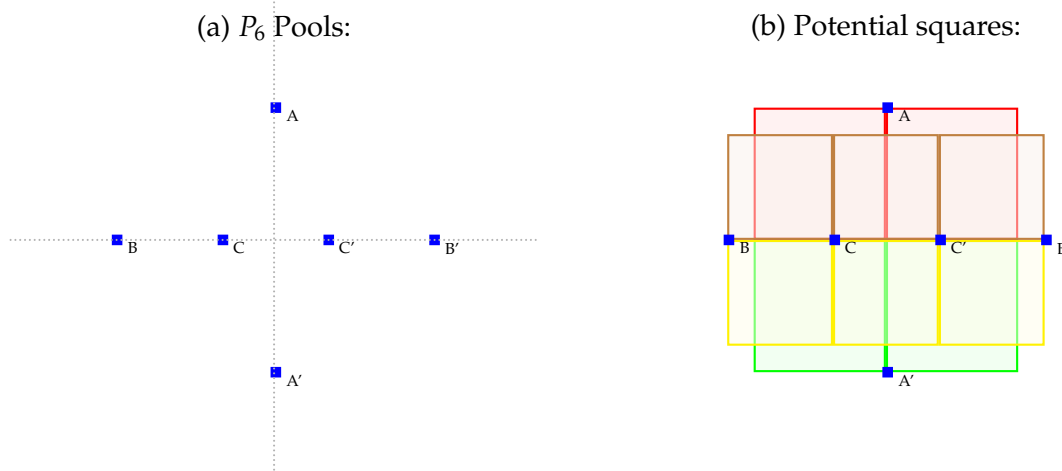 (a) P₆ Pools:
A
B
C
C′
B′
A′
(b) Potential squares:
A
B
C
C′
B
A′